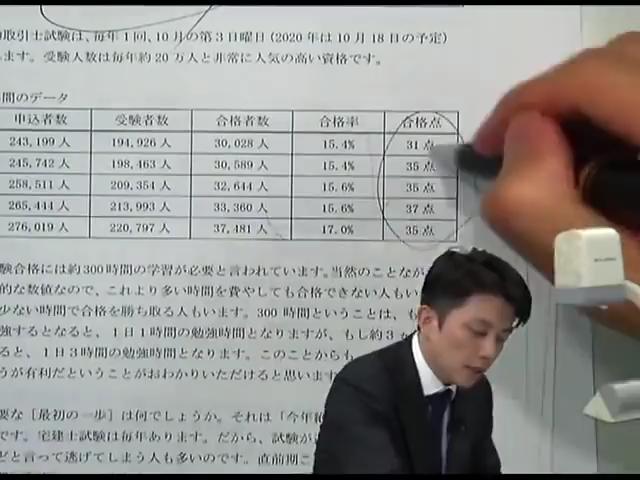 取引士試験は、毎年1回、10月の第3日曜日(2020年は10月18日の予定)
ます。受験人数は毎年約20万人と非常に人気の高い資格です。
間のデータ
申込者数 受験者数 合格者数 合格率 合格点
243,199人 194,926人 30,028人 15.4% 31点
245,742人 198,463人 30,589人 15.4% 35点
258,511人 209,354人 32,644人 15.6% 35点
265,444人 213,993人 33,360人 15.6% 37点
276,019人 220,797人 37,481人 17.0% 35点
験合格には約300時間の学習が必要と言われています。当然のことなが
的な数値なので、これより多い時間を費やしても合格できない人もい
少ない時間で合格を勝ち取る人もいます。300時間ということは、も
強するとなると、1日1時間の勉強時間となりますが、もし約3
ると、1日3時間の勉強時間となります。このことからも
うが有利だということがおわかりいただけると思います
要な[最初の一歩]は何でしょうか。それは「今年
です。宅建士試験は毎年あります。だから、試験が
どと言って逃げてしまう人も多いのです。直前期